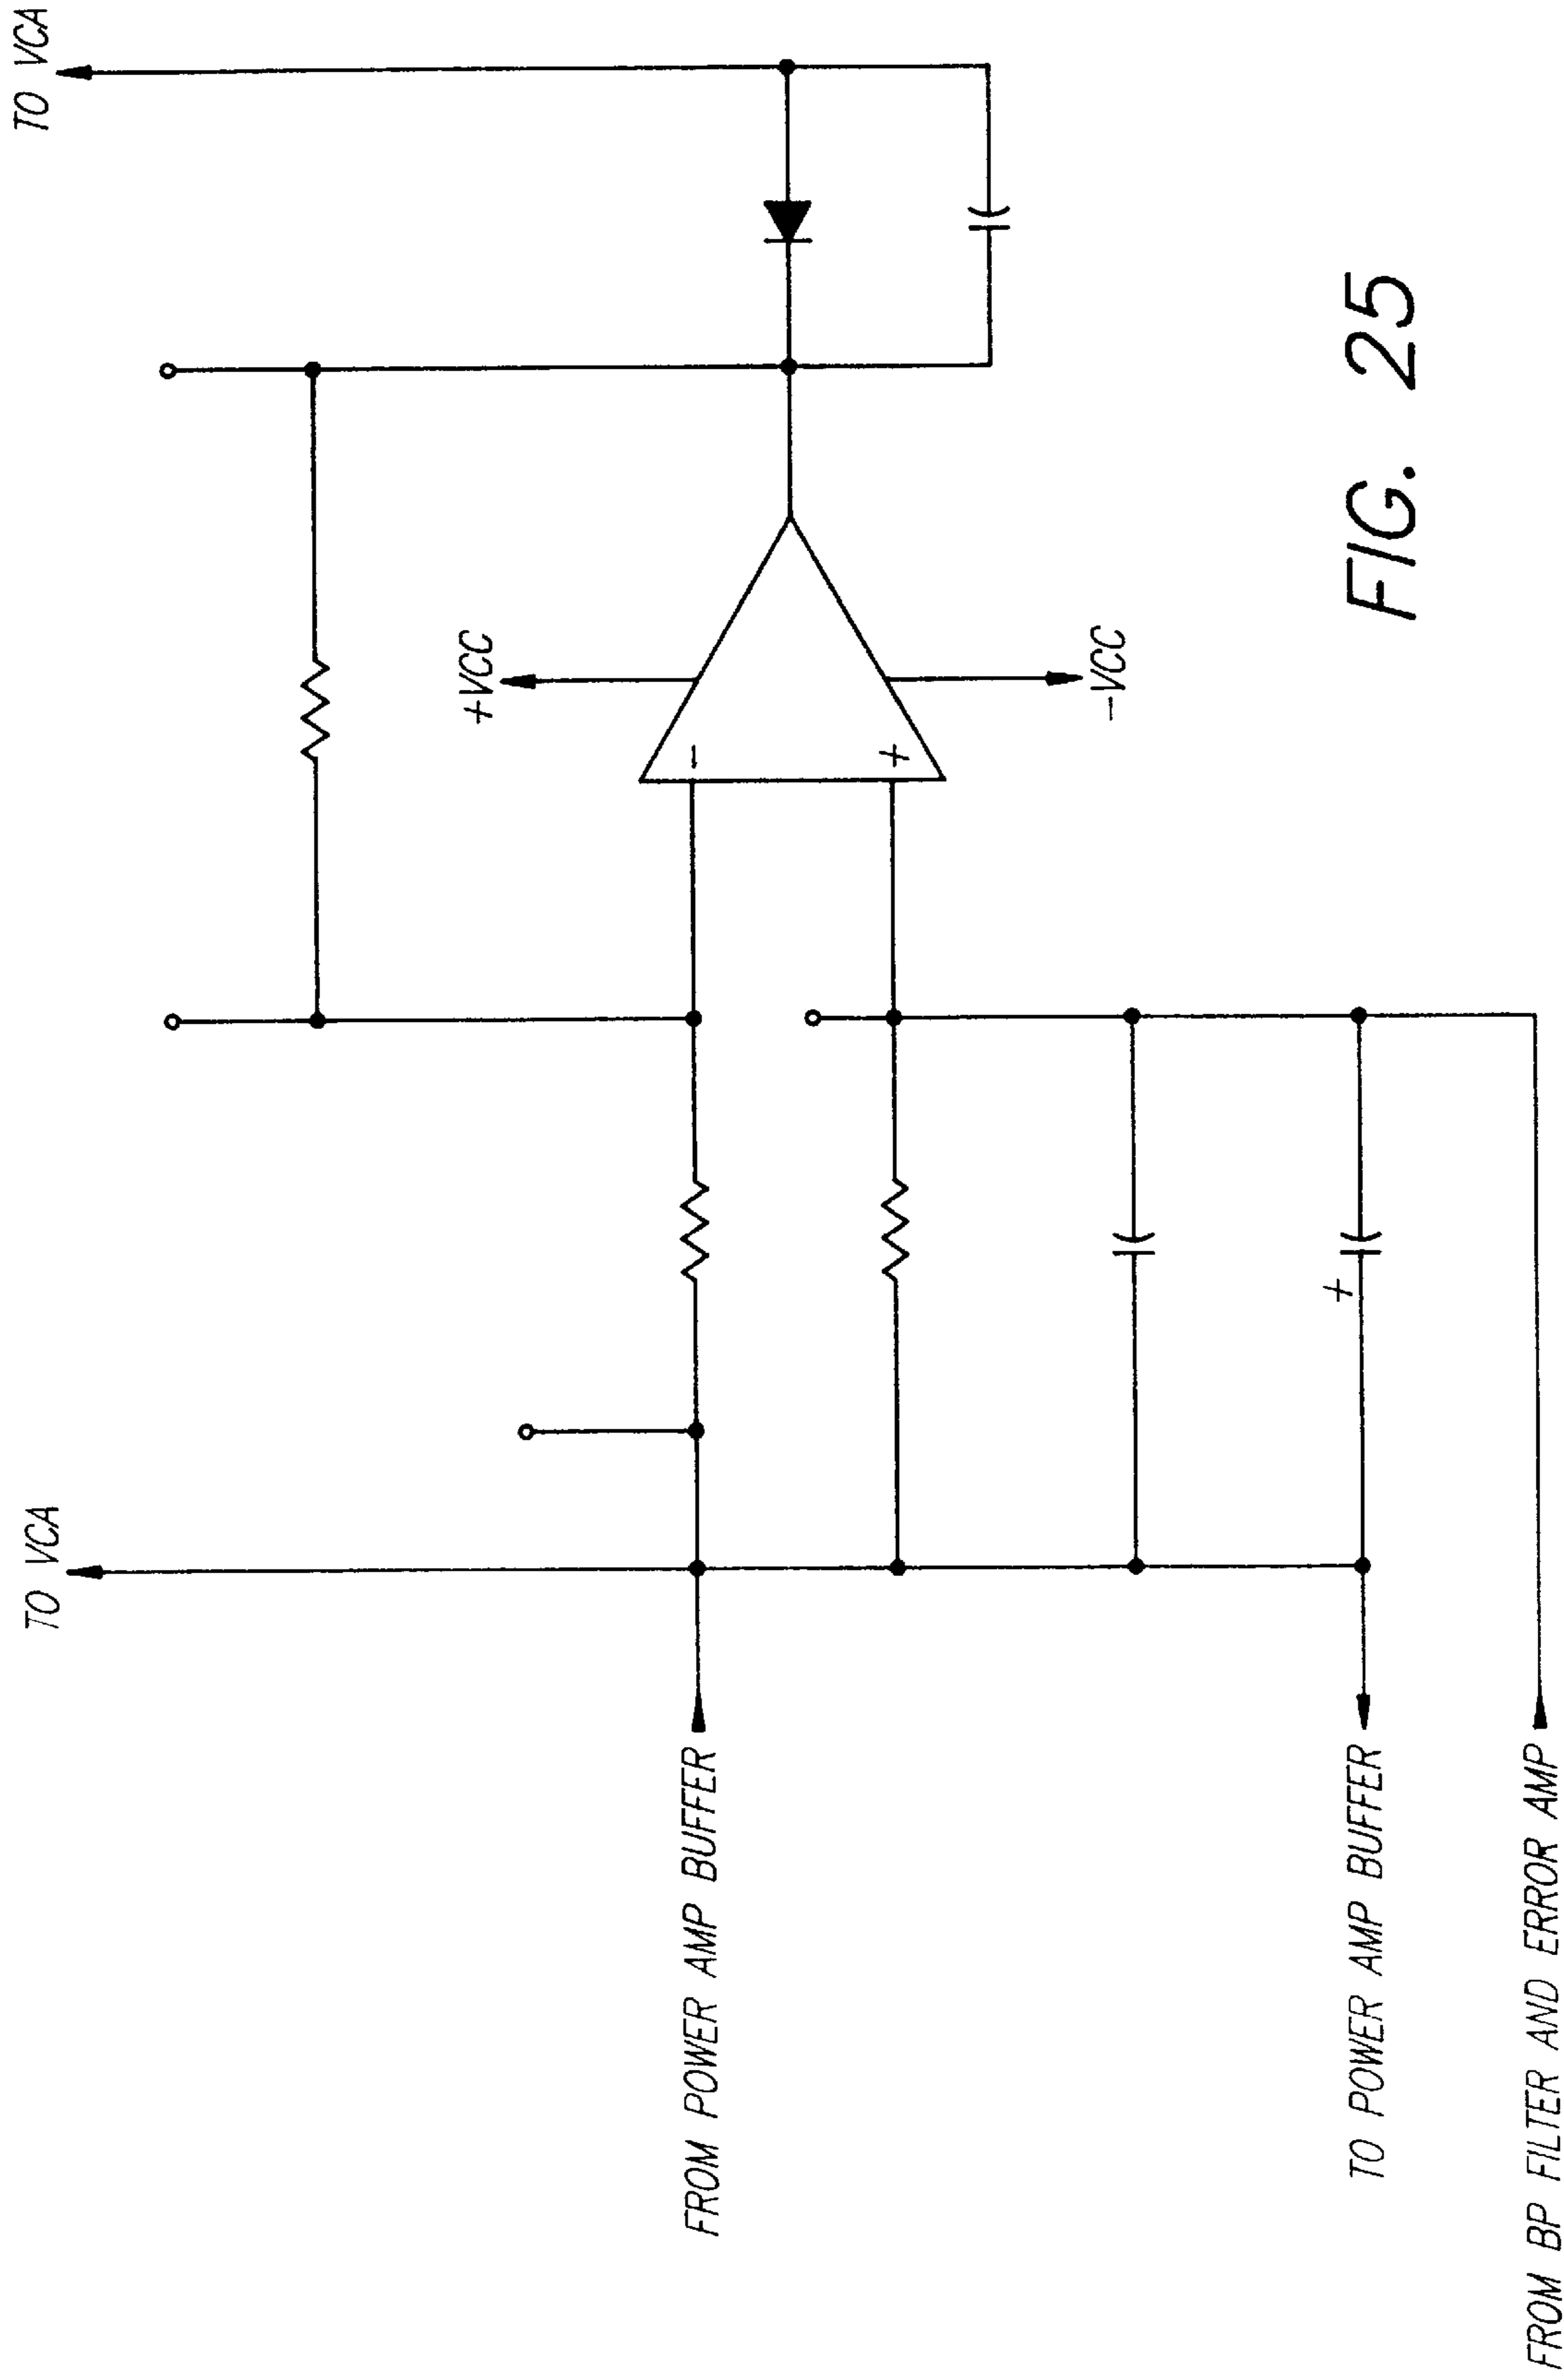 TO VCA
TO VCA
+VCC
-
+
-VCC
FROM POWER AMP BUFFER
+
TO POWER AMP BUFFER
FROM BP FILTER AND ERROR AMP
FIG. 25